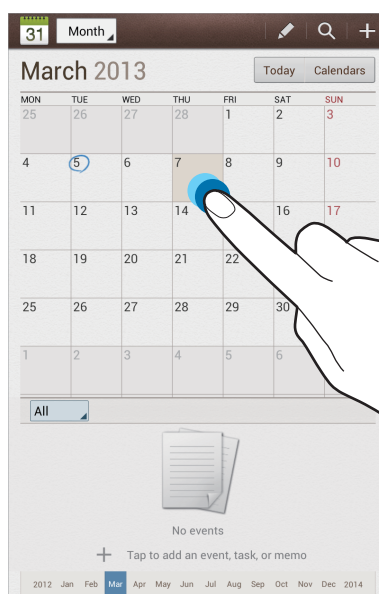 31 Month
March 2013 Today Calendars
MON TUE WED THU FRI SAT SUN
25 26 27 28 1 2 3
4 5 6 7 8 9 10
11 12 13 14 16 17
18 19 20 21 22
25 26 27 28 29 30
1 2 3 4 5 6
All
No events
Tap to add an event, task, or memo
2012 Jan Feb Mar Apr May Jun Jul Aug Sep Oct Nov Dec 2014